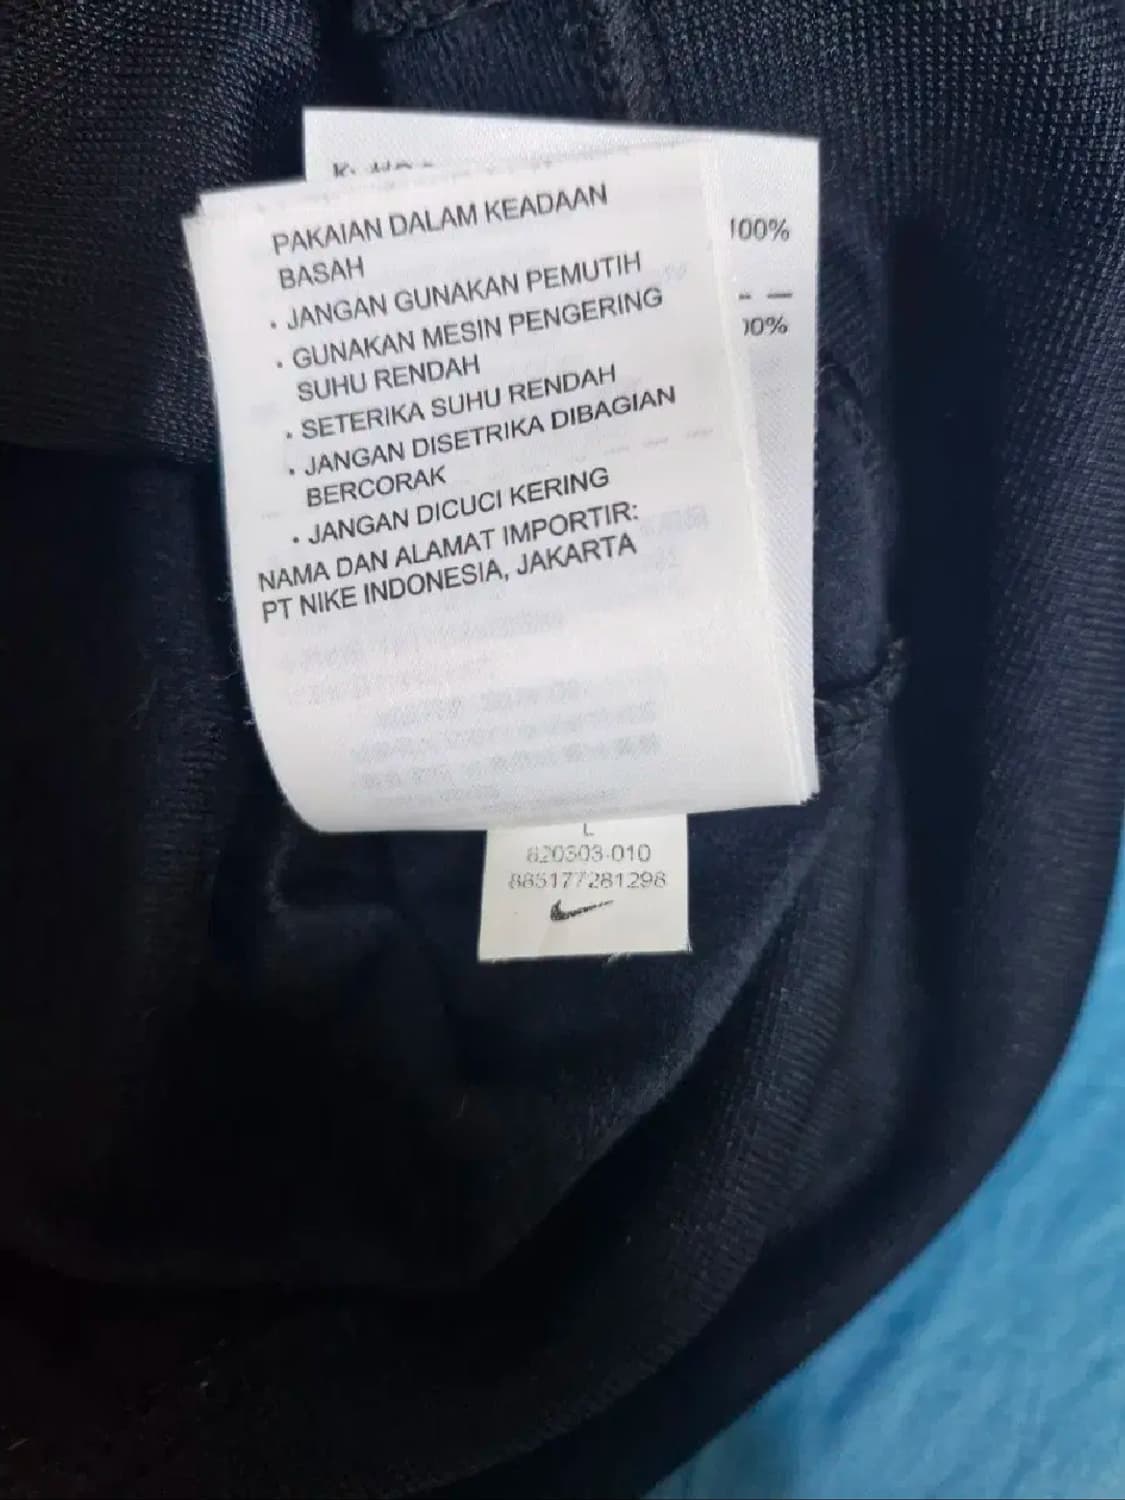 100%
PAKAIAN DALAM KEADAAN
BASAH
• JANGAN GUNAKAN PEMUTIH
• GUNAKAN MESIN PENGERING
SUHU RENDAH
• SETERIKA SUHU RENDAH
• JANGAN DISETRIKA DIBAGIAN
BERCORAK
• JANGAN DICUCI KERING
NAMA DAN ALAMAT IMPORTIR:
PT NIKE INDONESIA, JAKARTA
L
820303-010
885177281298